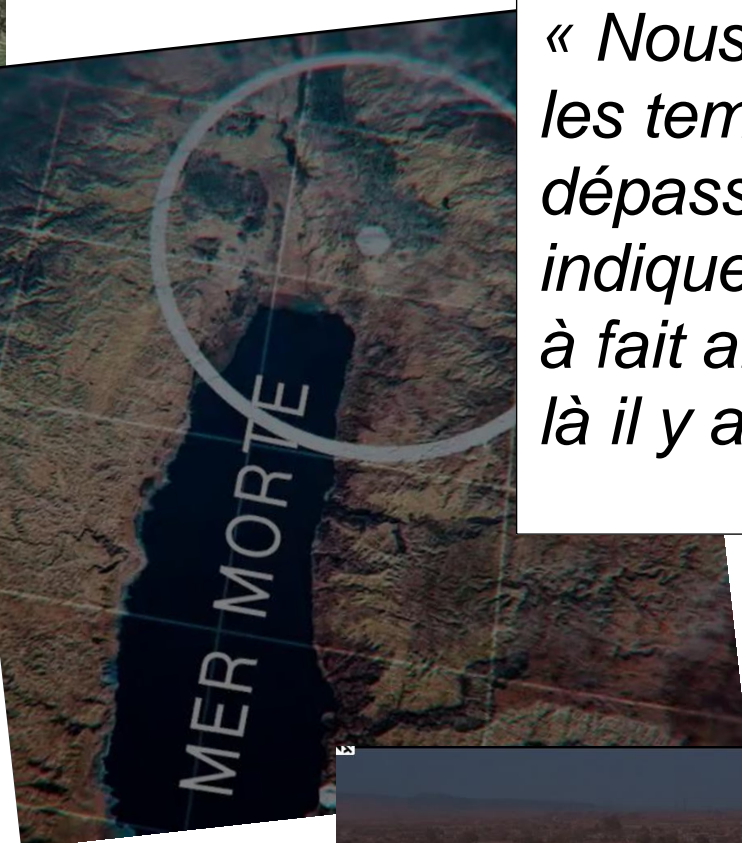 « Nous
les tem
dépass
indique
à fait a
là il y a
MER MORTE